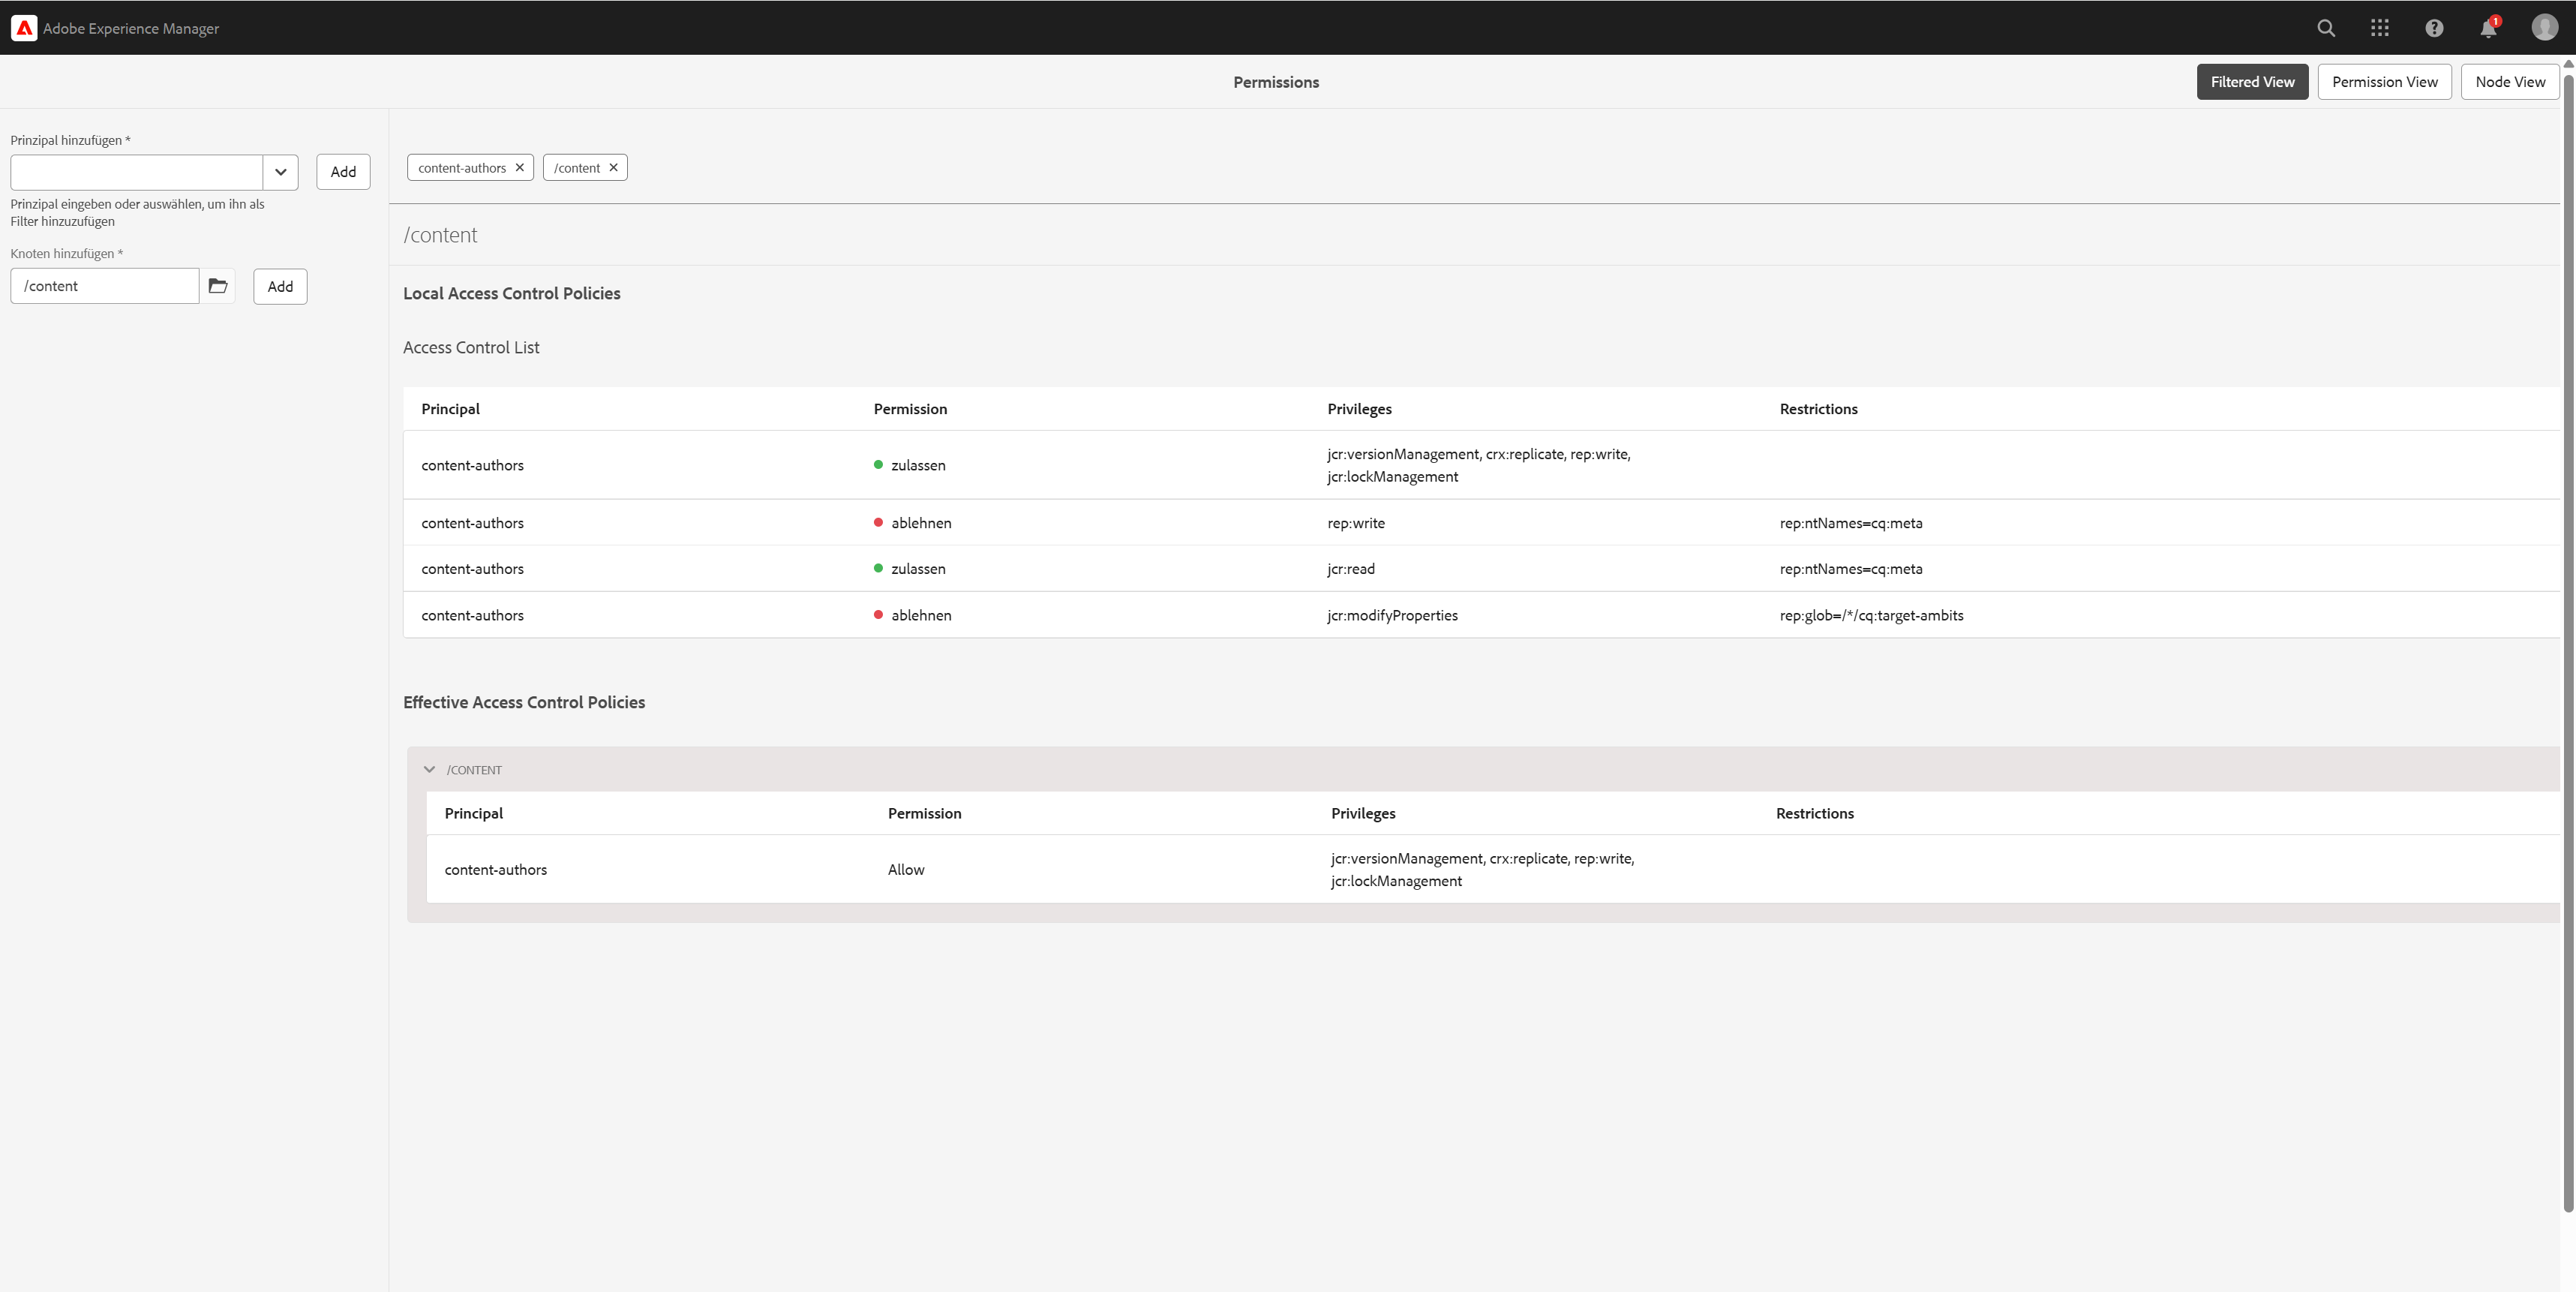 Adobe Experience Manager
1
Permissions
Filtered View
Permission View
Node View
Prinzipal hinzufügen *
Add
Prinzipal eingeben oder auswählen, um ihn als
Filter hinzuzufügen
Knoten hinzufügen *
/content
Add
content-authors
/content
/content
Local Access Control Policies
Access Control List
Principal Permission Privileges Restrictions
content-authors zulassen jcr:versionManagement, crx:replicate, rep:write,
jcr:lockManagement
content-authors ablehnen rep:write rep:ntNames=cq:meta
content-authors zulassen jcr:read rep:ntNames=cq:meta
content-authors ablehnen jcr:modifyProperties rep:glob=/*/cq:target-ambits
Effective Access Control Policies
/CONTENT
Principal Permission Privileges Restrictions
content-authors Allow jcr:versionManagement, crx:replicate, rep:write,
jcr:lockManagement